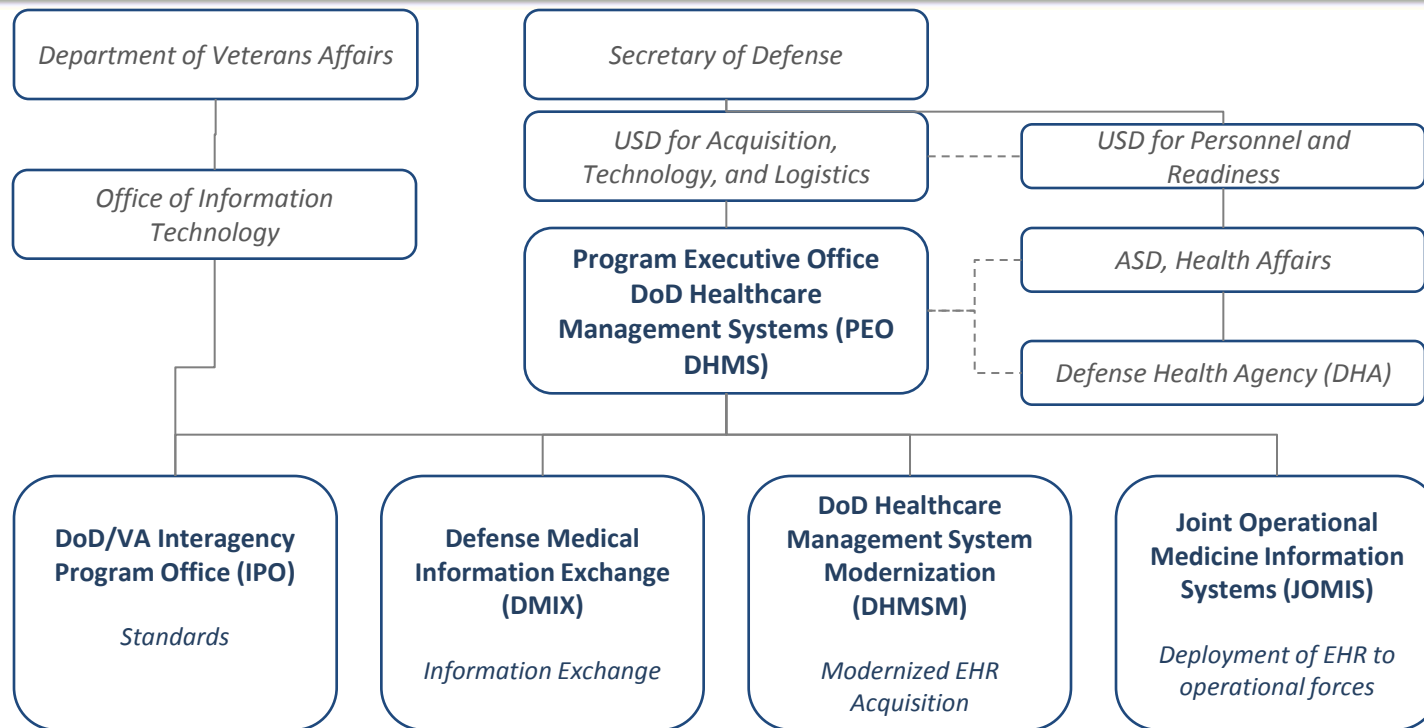 Department of Veterans Affairs
Secretary of Defense
USD for Acquisition,
Technology, and Logistics
USD for Personnel and
Readiness
Office of Information
Technology
Program Executive Office
DoD Healthcare
Management Systems (PEO
DHMS)
ASD, Health Affairs
Defense Health Agency (DHA)
DoD/VA Interagency
Program Office (IPO)
Standards
Defense Medical
Information Exchange
(DMIX)
Information Exchange
DoD Healthcare
Management System
Modernization
(DHMSM)
Modernized EHR
Acquisition
Joint Operational
Medicine Information
Systems (JOMIS)
Deployment of EHR to
operational forces